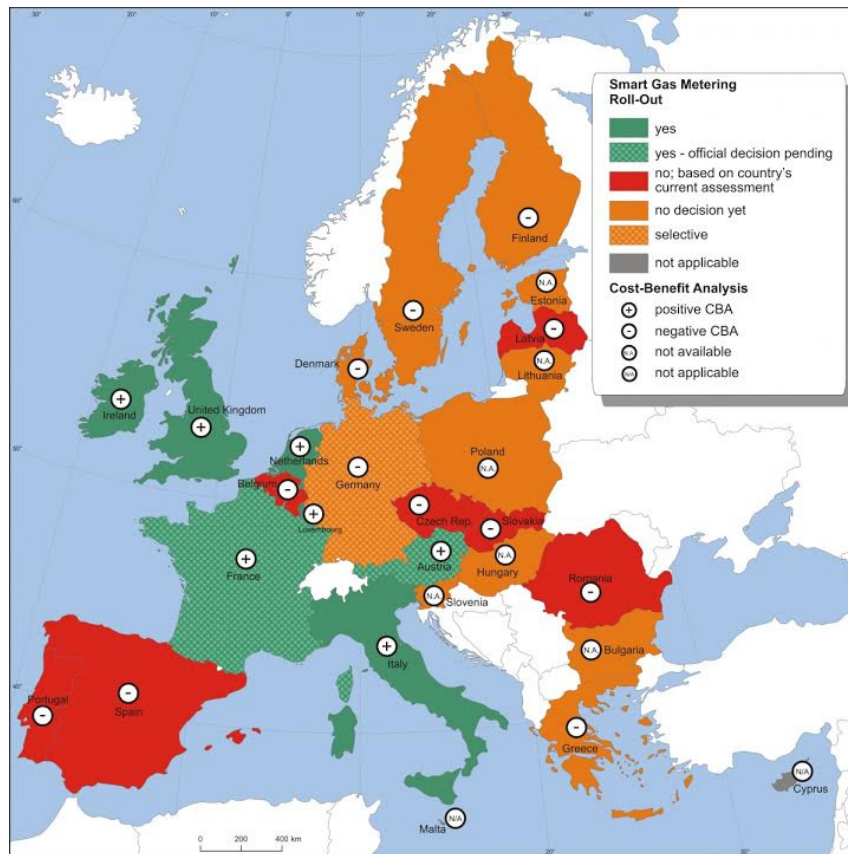 30°
20°
10°
0°
10°
20°
30°
40°
Smart Gas Metering
Roll-Out
yes
yes - official decision pending
no; based on country's
current assessment
no decision yet
selective
not applicable
Cost-Benefit Analysis
+ positive CBA
- negative CBA
N.A. not available
N/A not applicable
60°
50°
40°
-
Finland
N.A.
Estonia
-
Sweden
-
Latvia
N.A.
Lithuania
Denmark
-
+
Ireland
United Kingdom
+
+
Netherlands
Belgium
-
-
Germany
Poland
N.A.
+
Luxembourg
-
Czech Rep.
-
Slovakia
+
France
+
Austria
N.A.
Hungary
N.A.
Slovenia
Romania
-
+
Italy
N.A.
Bulgaria
Portugal
-
-
Spain
-
Greece
N/A
Cyprus
Malta
N/A
0 200 400 km
20°
30°